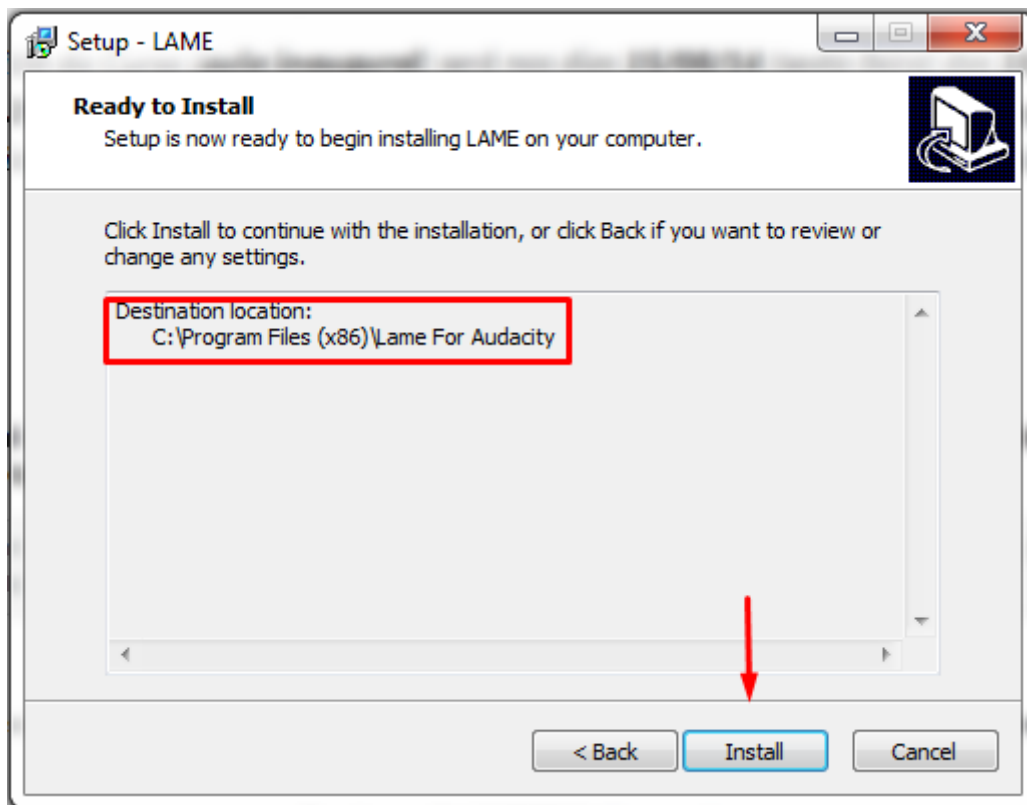 Setup - LAME
Ready to Install
Setup is now ready to begin installing LAME on your computer.
Click Install to continue with the installation, or click Back if you want to review or
change any settings.
Destination location:
C:\Program Files (x86)\Lame For Audacity
< Back
Install
Cancel